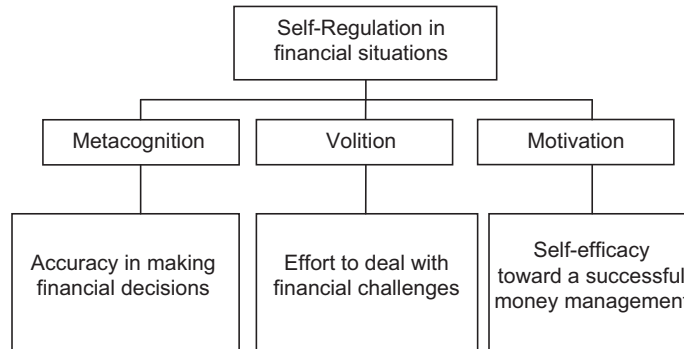 Self-Regulation in
financial situations
Metacognition
Volition
Motivation
Accuracy in making
financial decisions
Effort to deal with
financial challenges
Self-efficacy
toward a successful
money management